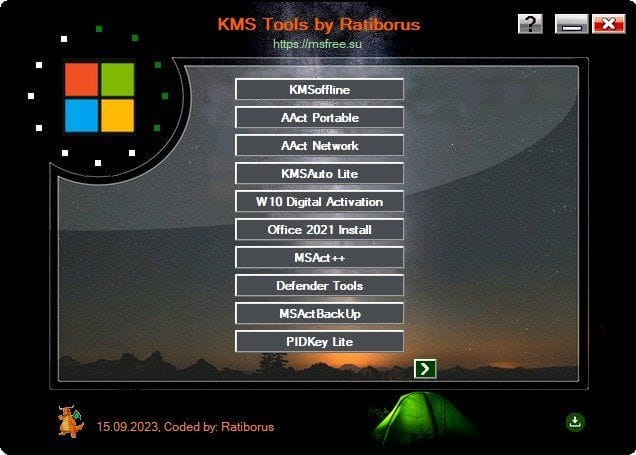 KMS Tools by Ratiborus
https://msfree.su
?
KMSoffline
AAct Portable
AAct Network
KMSAuto Lite
W10 Digital Activation
Office 2021 Install
MSAct++
Defender Tools
MSActBackUp
PIDKey Lite
15.09.2023, Coded by: Ratiborus